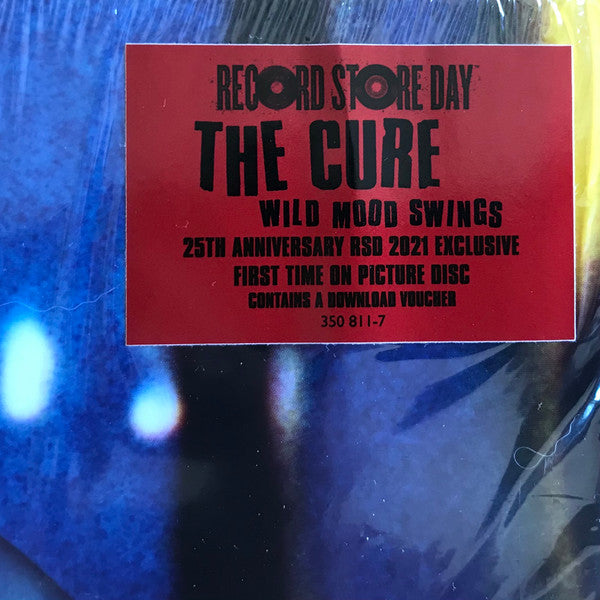 RECORD STORE DAY™
THE CURE
WILD MOOD SWINGS
25TH ANNIVERSARY RSD 2021 EXCLUSIVE
FIRST TIME ON PICTURE DISC
CONTAINS A DOWNLOAD VOUCHER
350 811-7